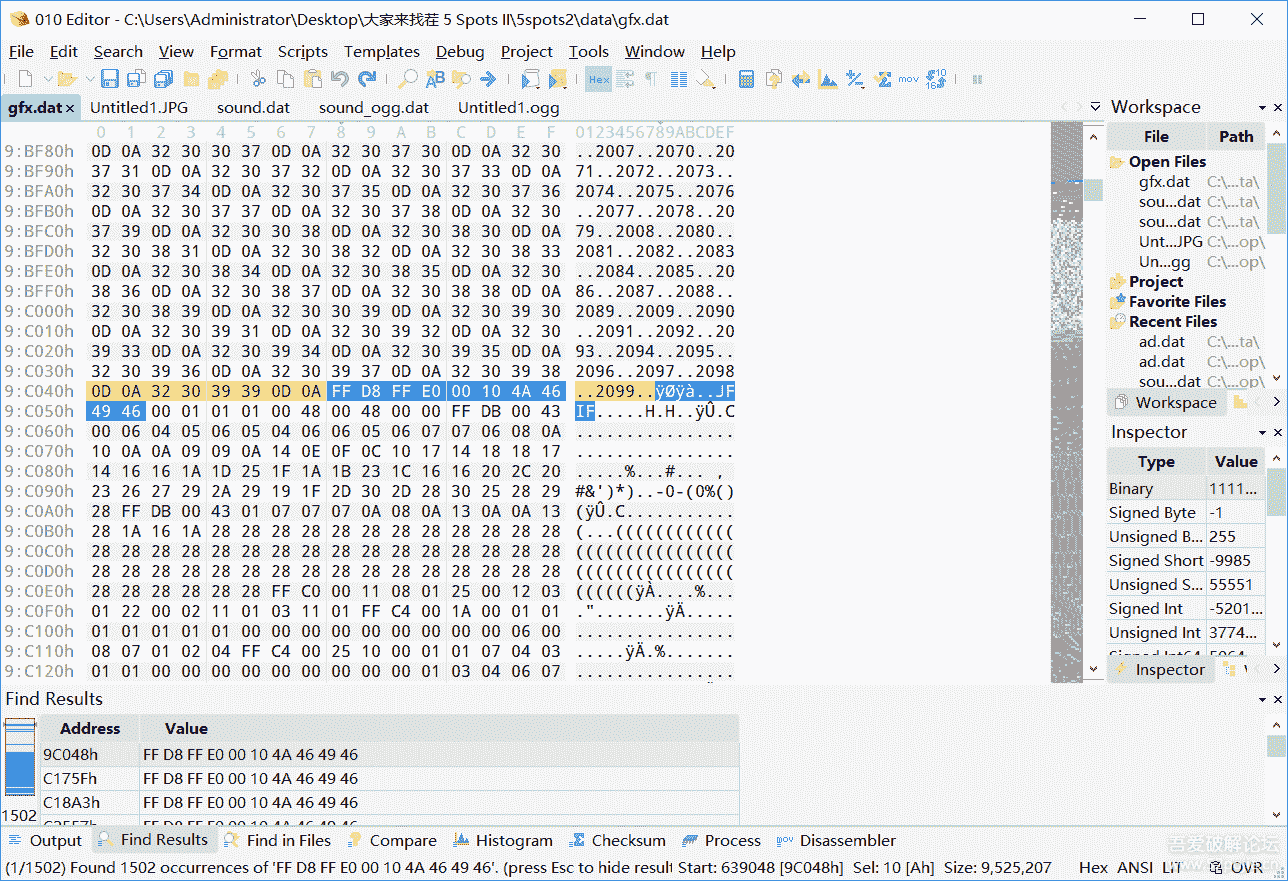 010 Editor - C:\Users\Administrator\Desktop\大家来找茬 5 Spots II\5spots2\data\gfx.dat
File Edit Search View Format Scripts Templates Debug Project Tools Window Help
Hex
gfx.dat × Untitled1.JPG sound.dat sound_ogg.dat Untitled1.ogg
0 1 2 3 4 5 6 7 8 9 A B C D E F 0123456789ABCDEF
9:BF80h 0D 0A 32 30 30 37 0D 0A 32 30 37 30 0D 0A 32 30 ..2007..2070..20
9:BF90h 37 31 0D 0A 32 30 37 32 0D 0A 32 30 37 33 0D 0A 71..2072..2073..
9:BFA0h 32 30 37 34 0D 0A 32 30 37 35 0D 0A 32 30 37 36 2074..2075..2076
9:BFB0h 0D 0A 32 30 37 37 0D 0A 32 30 37 38 0D 0A 32 30 ..2077..2078..20
9:BFC0h 37 39 0D 0A 32 30 30 38 0D 0A 32 30 38 30 0D 0A 79..2008..2080..
9:BFD0h 32 30 38 31 0D 0A 32 30 38 32 0D 0A 32 30 38 33 2081..2082..2083
9:BFE0h 0D 0A 32 30 38 34 0D 0A 32 30 38 35 0D 0A 32 30 ..2084..2085..20
9:BFF0h 38 36 0D 0A 32 30 38 37 0D 0A 32 30 38 38 0D 0A 86..2087..2088..
9:C000h 32 30 38 39 0D 0A 32 30 30 39 0D 0A 32 30 39 30 2089..2009..2090
9:C010h 0D 0A 32 30 39 31 0D 0A 32 30 39 32 0D 0A 32 30 ..2091..2092..20
9:C020h 39 33 0D 0A 32 30 39 34 0D 0A 32 30 39 35 0D 0A 93..2094..2095..
9:C030h 32 30 39 36 0D 0A 32 30 39 37 0D 0A 32 30 39 38 2096..2097..2098
9:C040h 0D 0A 32 30 39 39 0D 0A FF D8 FF E0 00 10 4A 46 ..2099..ÿØÿà..JF
9:C050h 49 46 00 01 01 01 00 48 00 48 00 00 FF DB 00 43 IF.....H.H..ÿÛ.C
9:C060h 00 06 04 05 06 05 04 06 06 05 06 07 07 06 08 0A ................
9:C070h 10 0A 0A 09 09 0A 14 0E 0F 0C 10 17 14 18 18 17 ................
9:C080h 14 16 16 1A 1D 25 1F 1A 1B 23 1C 16 16 20 2C 20 .....%...#... ,
9:C090h 23 26 27 29 2A 29 19 1F 2D 30 2D 28 30 25 28 29 #&')*)..-0-(0%()
9:C0A0h 28 FF DB 00 43 01 07 07 07 0A 08 0A 13 0A 0A 13 (ÿÛ.C...........
9:C0B0h 28 1A 16 1A 28 28 28 28 28 28 28 28 28 28 28 28 (...((((((((((((
9:C0C0h 28 28 28 28 28 28 28 28 28 28 28 28 28 28 28 28 ((((((((((((((((
9:C0D0h 28 28 28 28 28 28 28 28 28 28 28 28 28 28 28 28 ((((((((((((((((
9:C0E0h 28 28 28 28 28 28 FF C0 00 11 08 01 25 00 12 03 ((((((ÿÀ....%...
9:C0F0h 01 22 00 02 11 01 03 11 01 FF C4 00 1A 00 01 01 .".......ÿÄ.....
9:C100h 01 01 01 01 01 00 00 00 00 00 00 00 00 00 06 00 ................
9:C110h 08 07 01 02 04 FF C4 00 25 10 00 01 01 07 04 03 .....ÿÄ.%.......
9:C120h 01 01 00 00 00 00 00 00 00 00 00 01 03 04 06 07 ................
Workspace
File Path
Open Files
gfx.dat C:\...ta\
sou...dat C:\...ta\
sou...dat C:\...ta\
Unt...JPG C:\...op\
Un...gg C:\...op\
Project
Favorite Files
Recent Files
ad.dat C:\...ta\
ad.dat C:\...ta\
sou...dat C:\...ta\
Workspace
Inspector
Type Value
Binary 1111...
Signed Byte -1
Unsigned B... 255
Signed Short -9985
Unsigned S... 55551
Signed Int -5201...
Unsigned Int 3774...
Inspector
Find Results
Address Value
9C048h FF D8 FF E0 00 10 4A 46 49 46
C175Fh FF D8 FF E0 00 10 4A 46 49 46
C18A3h FF D8 FF E0 00 10 4A 46 49 46
1502
Output Find Results Find in Files Compare Histogram Checksum Process Disassembler
(1/1502) Found 1502 occurrences of 'FF D8 FF E0 00 10 4A 46 49 46'. (press Esc to hide result Start: 639048 [9C048h] Sel: 10 [Ah] Size: 9,525,207 Hex ANSI LIT OVR
吾爱破解论坛